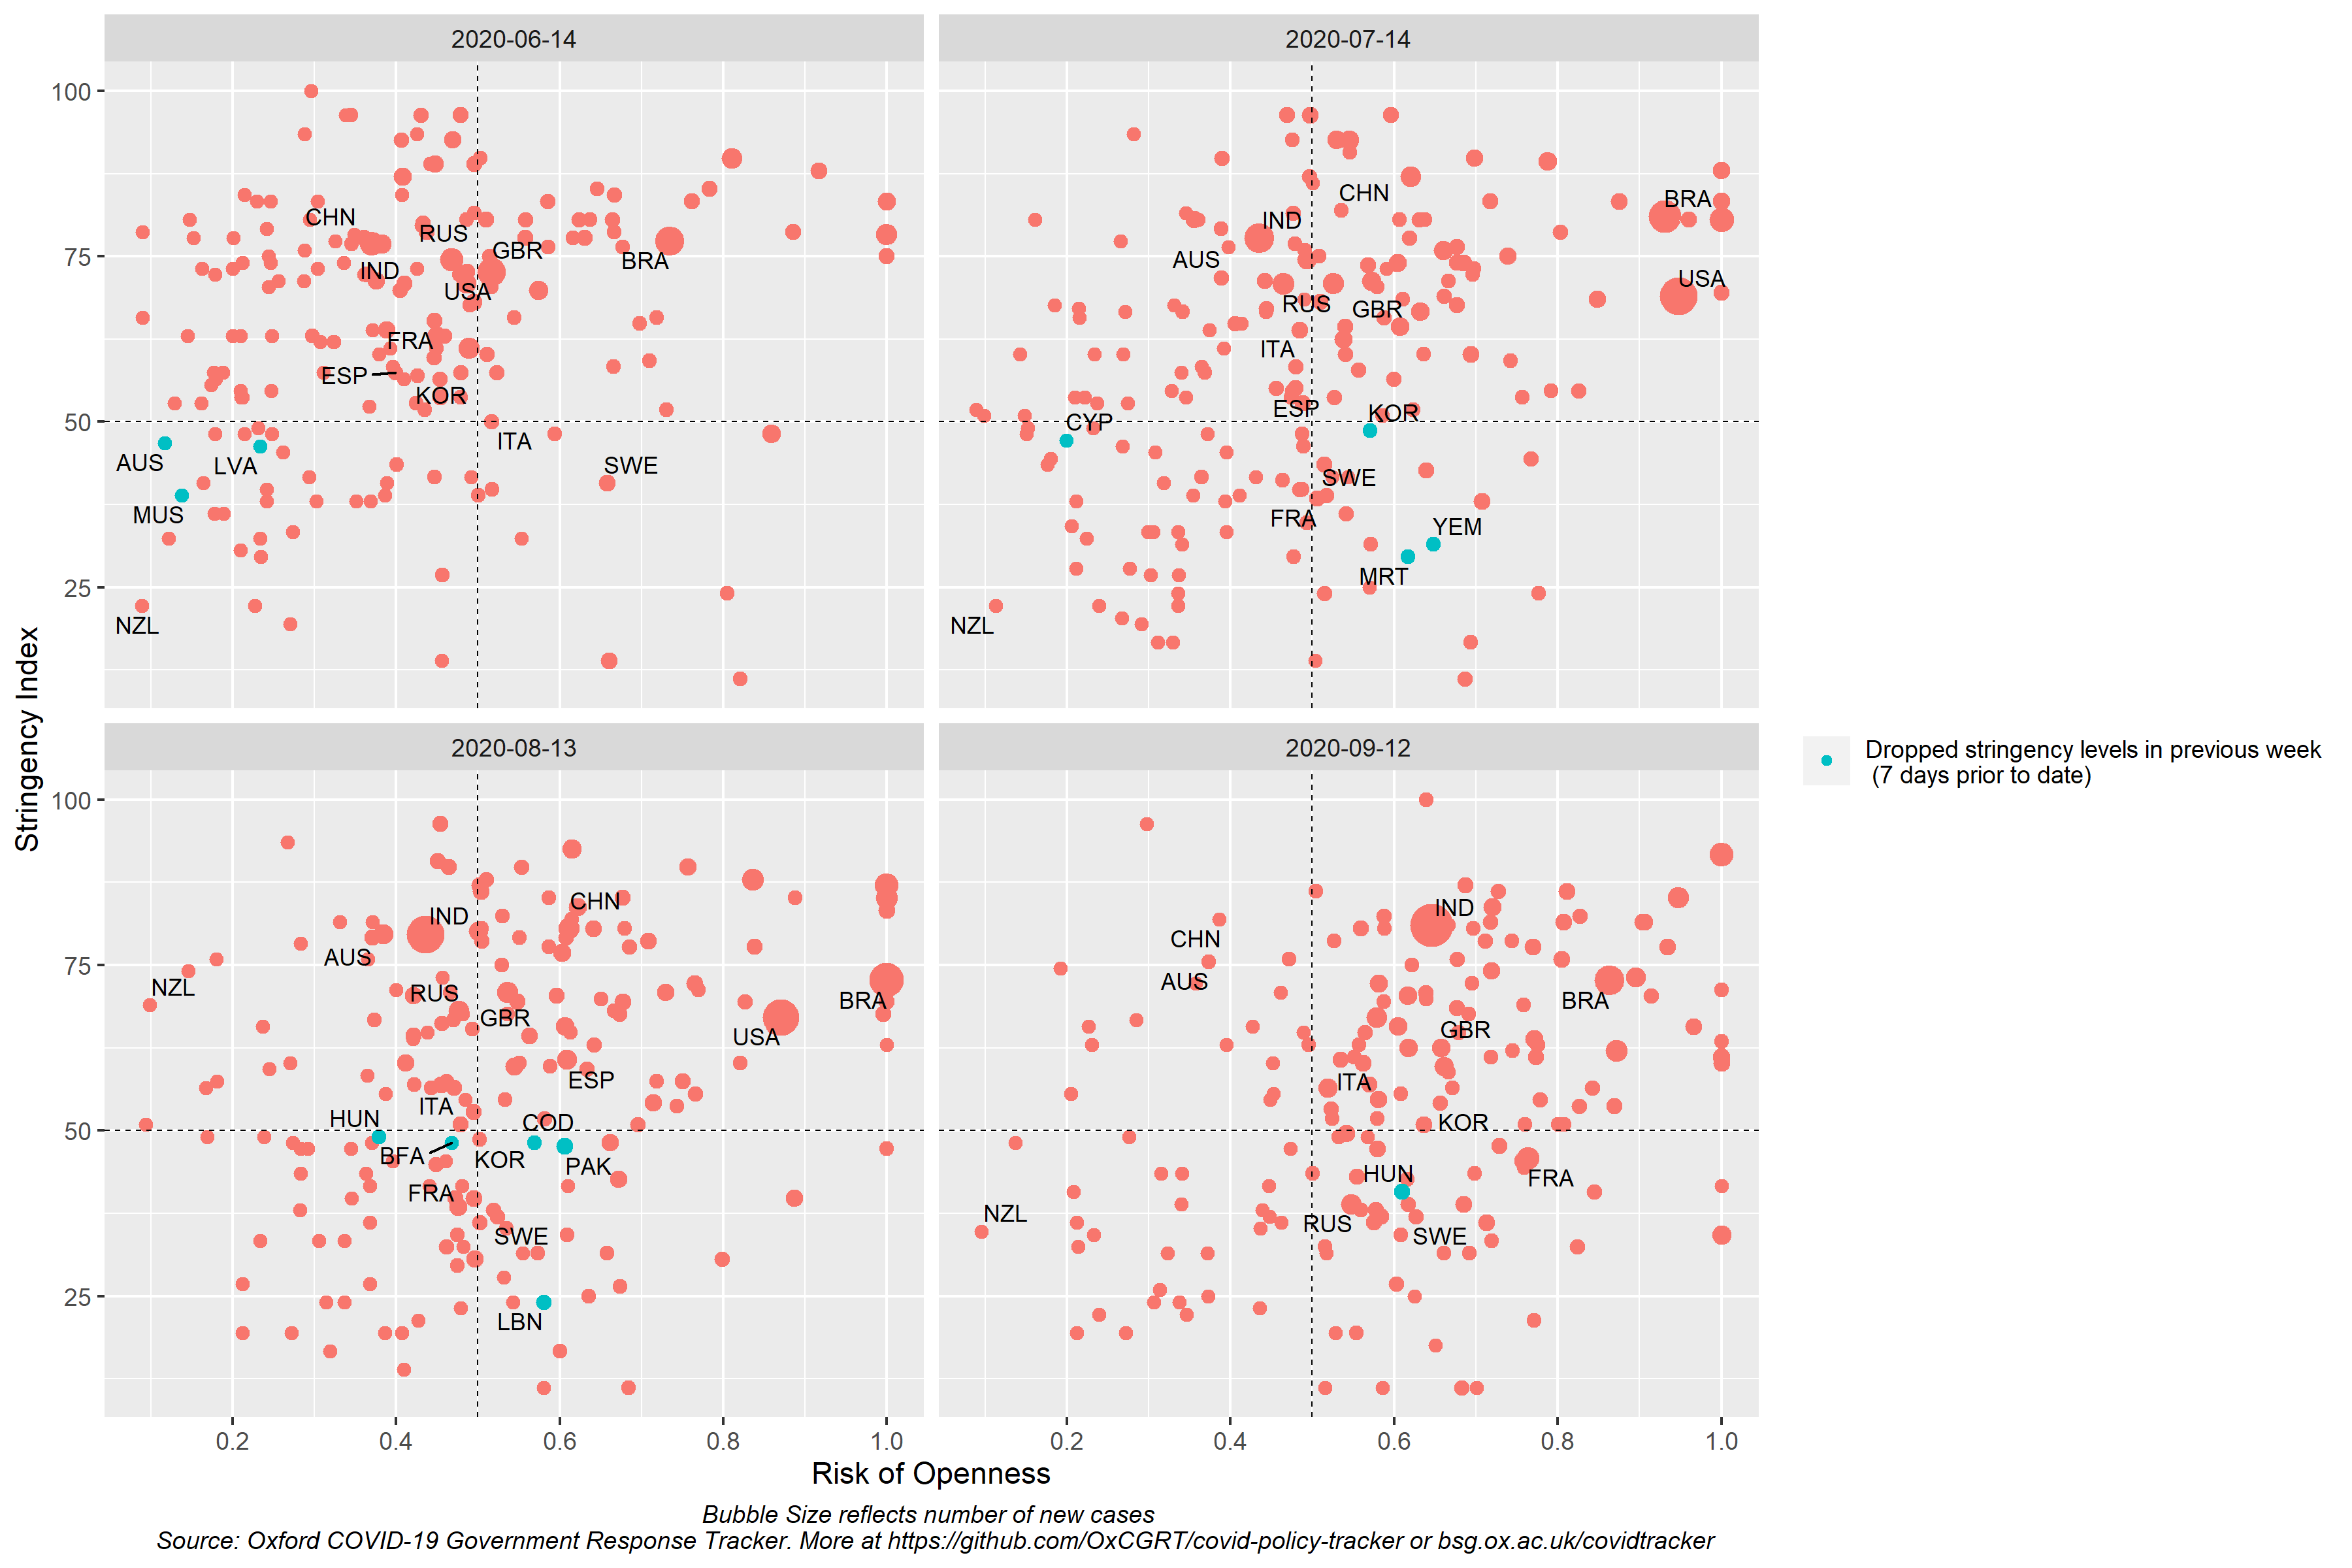 2020-06-14
2020-07-14
100
75
50
25
CHN
RUS
GBR
BRA
IND
USA
FRA
ESP
KOR
ITA
AUS
LVA
SWE
MUS
NZL
CHN
BRA
IND
AUS
USA
RUS
GBR
ITA
ESP
KOR
CYP
SWE
FRA
YEM
MRT
NZL
Stringency Index
2020-08-13
2020-09-12
Dropped stringency levels in previous week
(7 days prior to date)
100
75
50
25
CHN
IND
AUS
NZL
RUS
BRA
GBR
USA
ESP
ITA
HUN
COD
BFA
KOR
PAK
FRA
SWE
LBN
IND
CHN
AUS
BRA
GBR
ITA
KOR
HUN
FRA
NZL
RUS
SWE
0.2 0.4 0.6 0.8 1.0
0.2 0.4 0.6 0.8 1.0
Risk of Openness
Bubble Size reflects number of new cases
Source: Oxford COVID-19 Government Response Tracker. More at https://github.com/OxCGRT/covid-policy-tracker or bsg.ox.ac.uk/covidtracker